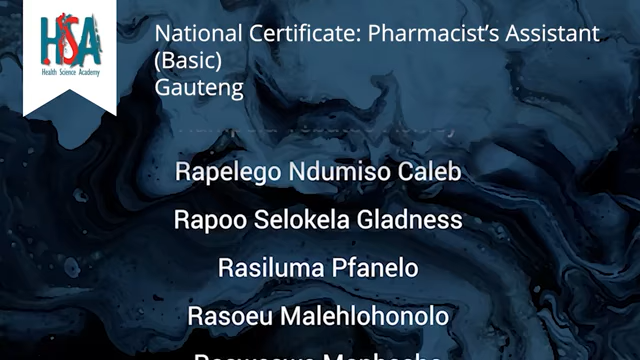 HSA
Health Science Academy
National Certificate: Pharmacist's Assistant
(Basic)
Gauteng
Rapelego Ndumiso Caleb
Rapoo Selokela Gladness
Rasiluma Pfanelo
Rasoeu Malehlohonolo